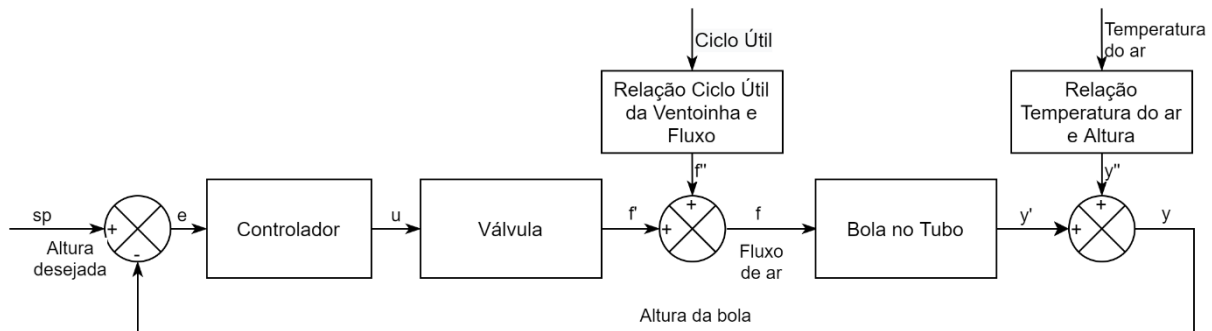 Ciclo Útil
Temperatura
do ar
Relação Ciclo Útil
da Ventoinha e
Fluxo
Relação
Temperatura do ar
e Altura
f"
y"
sp
+
-
e
Controlador
u
Válvula
f'
+
+
f
Bola no Tubo
y'
+
+
y
Altura
desejada
Fluxo
de ar
Altura da bola